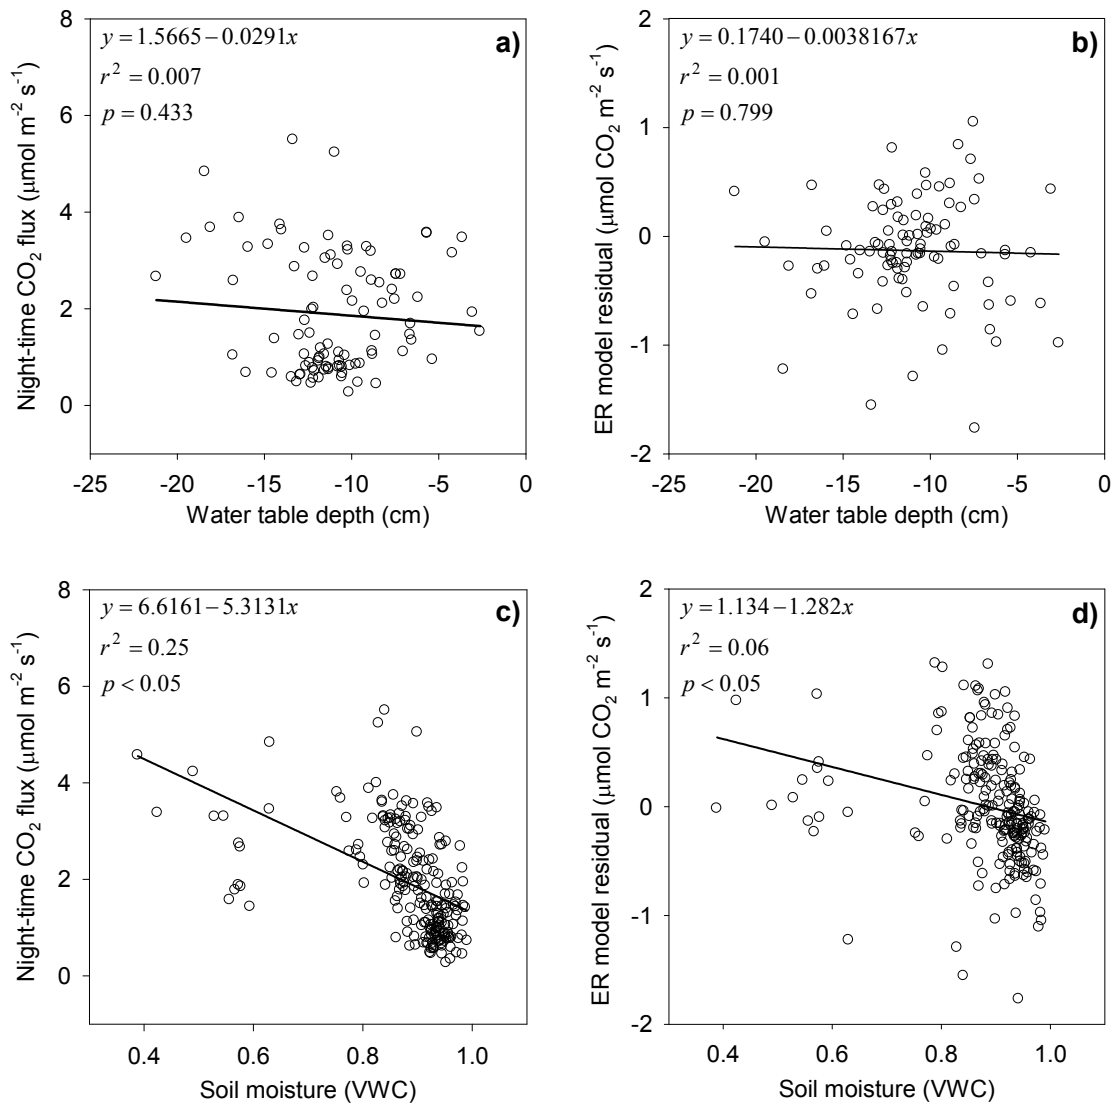 y = 1.5665 – 0.0291x
r² = 0.007
p = 0.433
a)
8
6
4
2
0
Night-time CO₂ flux (μmol m⁻² s⁻¹)
-25 -20 -15 -10 -5 0
Water table depth (cm)
y = 0.1740 – 0.0038167x
r² = 0.001
p = 0.799
b)
2
1
0
-1
-2
ER model residual (μmol CO₂ m⁻² s⁻¹)
-25 -20 -15 -10 -5 0
Water table depth (cm)
y = 6.6161 – 5.3131x
r² = 0.25
p < 0.05
c)
8
6
4
2
0
Night-time CO₂ flux (μmol m⁻² s⁻¹)
0.4 0.6 0.8 1.0
Soil moisture (VWC)
y = 1.134 – 1.282x
r² = 0.06
p < 0.05
d)
2
1
0
-1
-2
ER model residual (μmol CO₂ m⁻² s⁻¹)
0.4 0.6 0.8 1.0
Soil moisture (VWC)